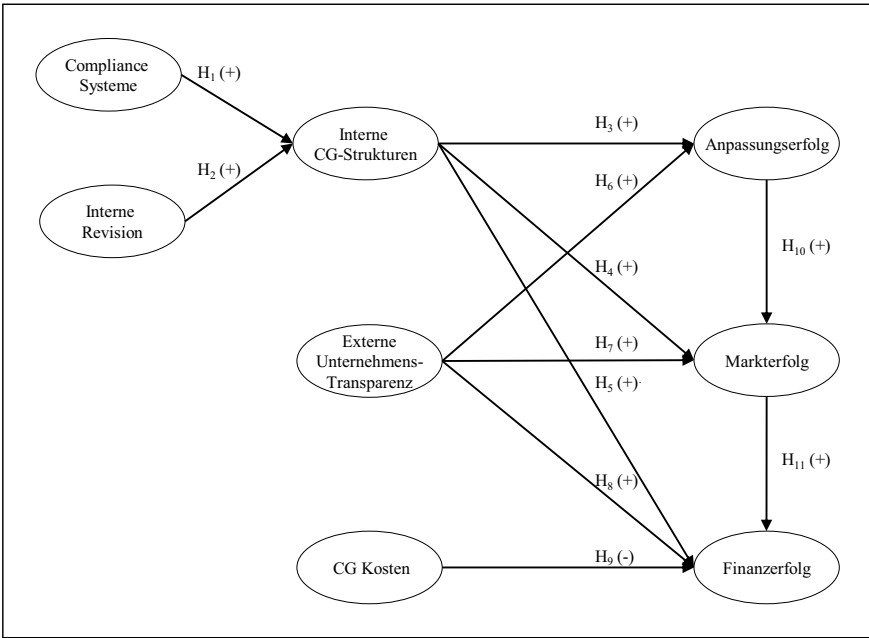 Compliance
Systeme
H₁ (+)
Interne
CG-Strukturen
H₃ (+)
Anpassungserfolg
H₂ (+)
H₆ (+)
Interne
Revision
H₁₀ (+)
H₄ (+)
Externe
Unternehmens-
Transparenz
H₇ (+)
Markterfolg
H₅ (+)
H₈ (+)
H₁₁ (+)
CG Kosten
H₉ (-)
Finanzerfolg